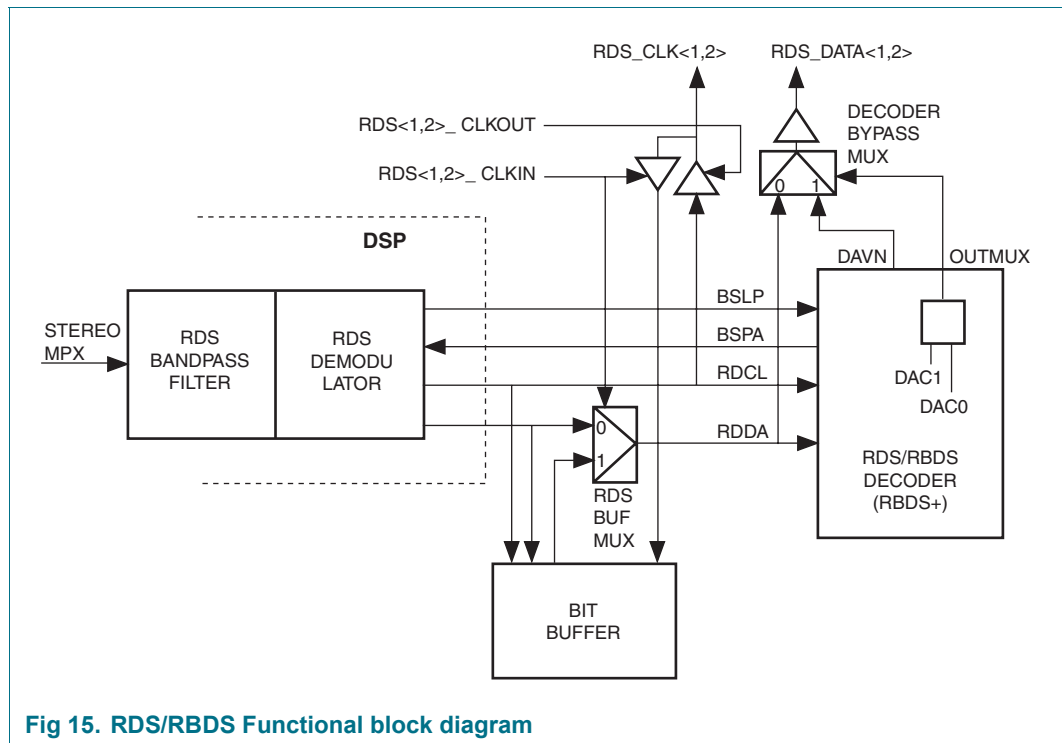 RDS_CLK<1,2>
RDS_DATA<1,2>
RDS<1,2>_ CLKOUT
RDS<1,2>_ CLKIN
DECODER
BYPASS
MUX
0
1
DSP
DAVN
OUTMUX
STEREO
MPX
RDS
BANDPASS
FILTER
RDS
DEMODU
LATOR
BSLP
BSPA
RDCL
RDDA
DAC1
DAC0
0
1
RDS
BUF
MUX
RDS/RBDS
DECODER
(RBDS+)
BIT
BUFFER
Fig 15. RDS/RBDS Functional block diagram